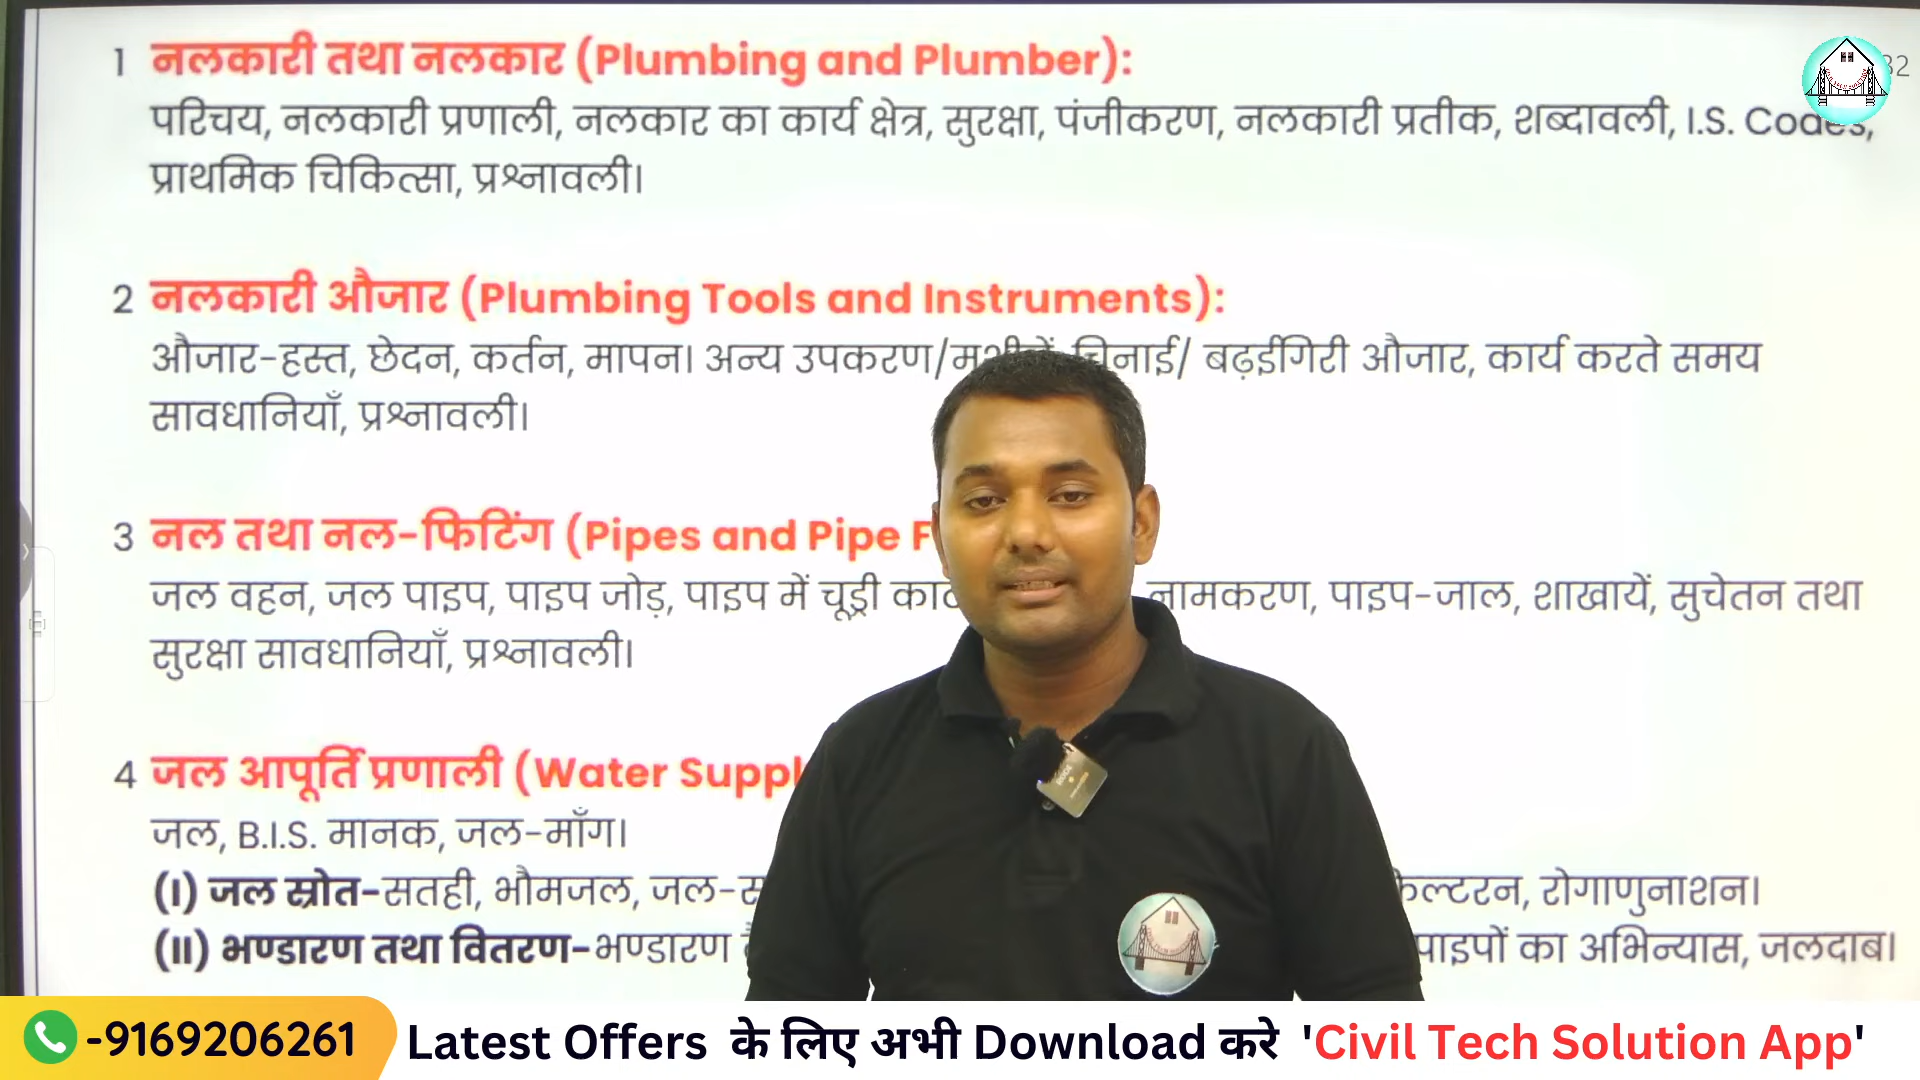 1 नलकारी तथा नलकार (Plumbing and Plumber):
32
परिचय, नलकारी प्रणाली, नलकार का कार्य क्षेत्र, सुरक्षा, पंजीकरण, नलकारी प्रतीक, शब्दावली, I.S. Codes,
प्राथमिक चिकित्सा, प्रश्नावली।
2 नलकारी औजार (Plumbing Tools and Instruments):
औजार-हस्त, छेदन, कर्तन, मापन। अन्य उपकरण/ बढ़ईगिरी औजार, कार्य करते समय
सावधानियाँ, प्रश्नावली।
3 नल तथा नल-फिटिंग (Pipes and Pipe F
जल वहन, जल पाइप, पाइप जोड़, पाइप में चूड़ी नामकरण, पाइप-जाल, शाखायें, सुचेतन तथा
सुरक्षा सावधानियाँ, प्रश्नावली।
4 जल आपूर्ति प्रणाली (Water Suppl
जल, B.I.S. मानक, जल-माँग।
(I) जल स्रोत-सतही, भौमजल, जल- रोगाणुनाशन।
(II) भण्डारण तथा वितरण-भण्डारण पाइपों का अभिन्यास, जलदाब।
-9169206261 Latest Offers के लिए अभी Download करे 'Civil Tech Solution App'